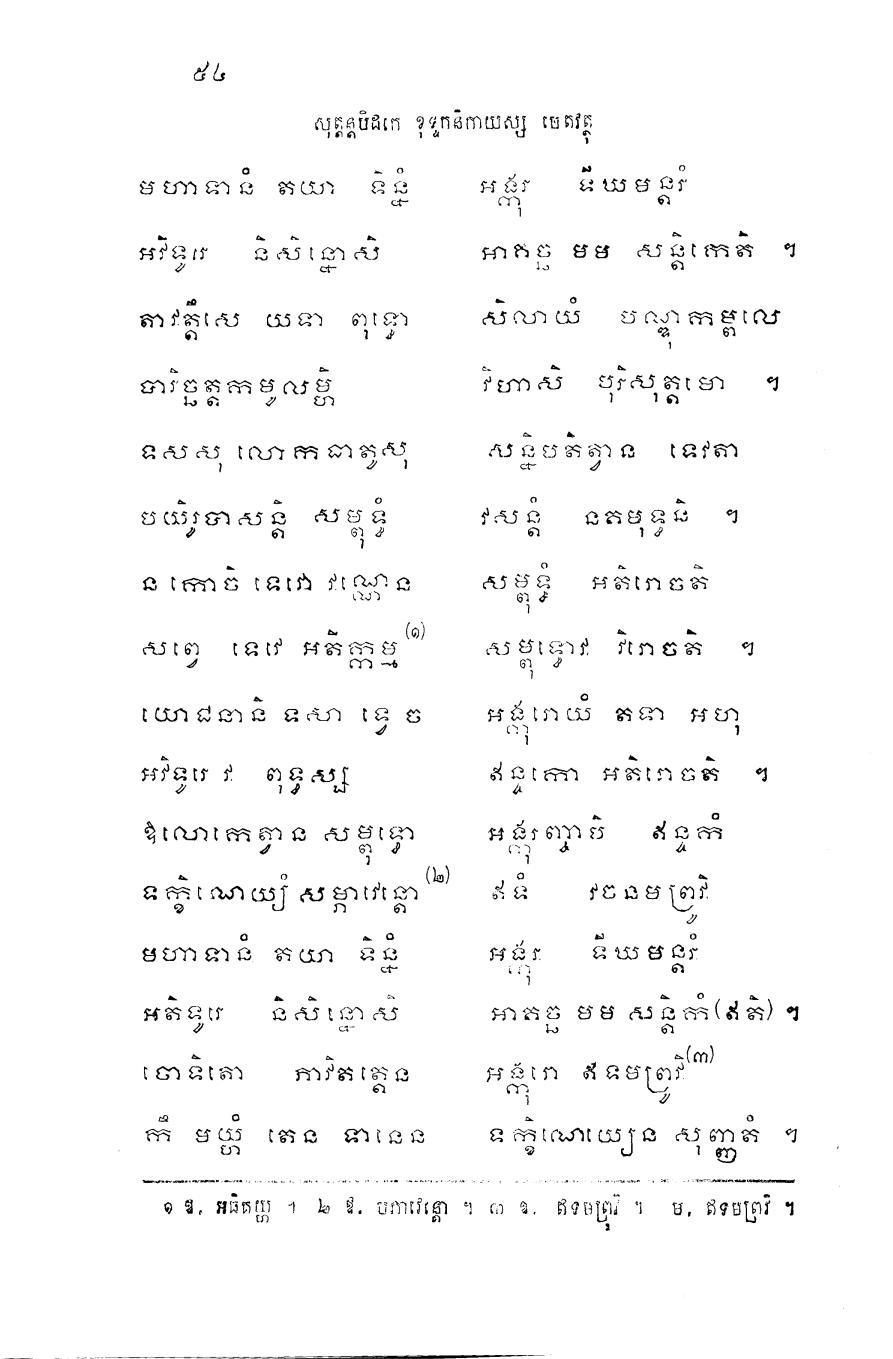 ៥៤
សុត្តន្តបិដកេ ខុទ្ទកនិកាយស្ស បេតវត្ថុ
មហាទានំ តយា ទិន្នំ អង្កុរ ទីឃមន្តរំ
អវិទូរេ និសិន្នោសិ អាគច្ឆ មម សន្តិកេតិ ។
តាវត្តឹសេ យទា ពុទ្ធោ សិលាយំ បណ្ឌុកម្ពលេ
បារិច្ឆត្តកមូលម្ហិ វិហាសិ បុរិសុត្តមោ ។
ទសសុ លោកធាតូសុ សន្និបតិត្វាន ទេវតា
បយិរូបាសន្តិ សម្ពុទ្ធំ វសន្តំ នគមុទ្ធនិ ។
ន កោចិ ទេវោ វណ្ណេន សម្ពុទ្ធំ អតិរោចតិ
សព្វេ ទេវេ អតិក្កម្ម (១) សម្ពុទ្ធោវ វិរោចតិ ។
យោជនានិ ទសា ទ្វេ ច អង្កុរោយំ តទា អហុ
អវិទូរេ វ ពុទ្ធស្ស ឥន្ទកោ អតិរោចតិ ។
ឱលោកេត្វាន សម្ពុទ្ធោ អង្កុរញ្ចាបិ ឥន្ទកំ
ទក្ខិណេយ្យំ សម្ភាវេន្តោ (២) ឥទំ វចនមព្រូវិ
មហាទានំ តយា ទិន្នំ អង្កុរ ទីឃមន្តរំ
អតិទូរេ និសិន្នោសិ អាគច្ឆ មម សន្តិកំ (ឥតិ) ។
ចោទិតោ ភាវិតត្តេន អង្កុរោ ឥទមព្រូវិ (៣)
កឹ មយ្ហំ តេន ទានេន ទក្ខិណេយ្យេន សុញ្ញតំ ។
១ ឱ. អធិគយ្ហ ។ ២ ឱ. បភាវេន្តោ ។ ៣ ឱ. ឥទមព្រុវិ ។ ម. ឥទមព្រវិ ។